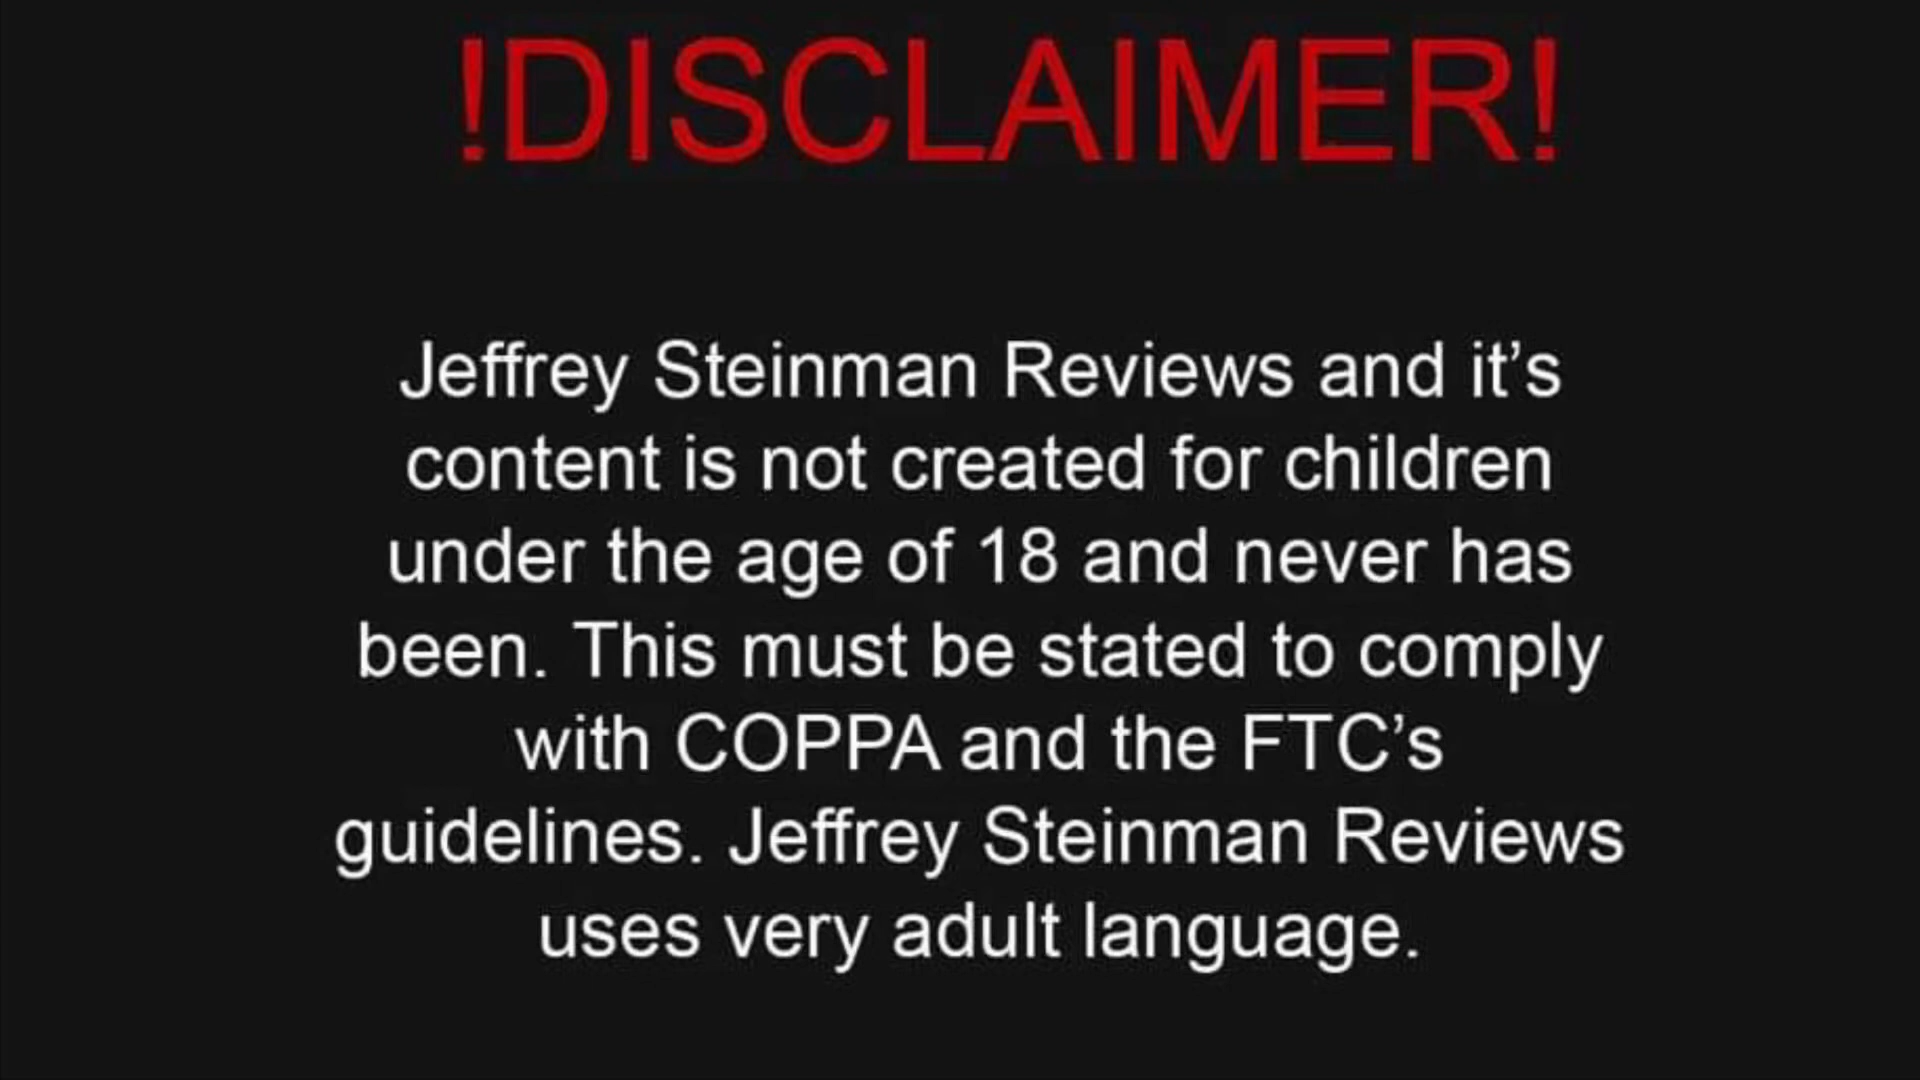 !DISCLAIMER!
Jeffrey Steinman Reviews and it’s
content is not created for children
under the age of 18 and never has
been. This must be stated to comply
with COPPA and the FTC’s
guidelines. Jeffrey Steinman Reviews
uses very adult language.